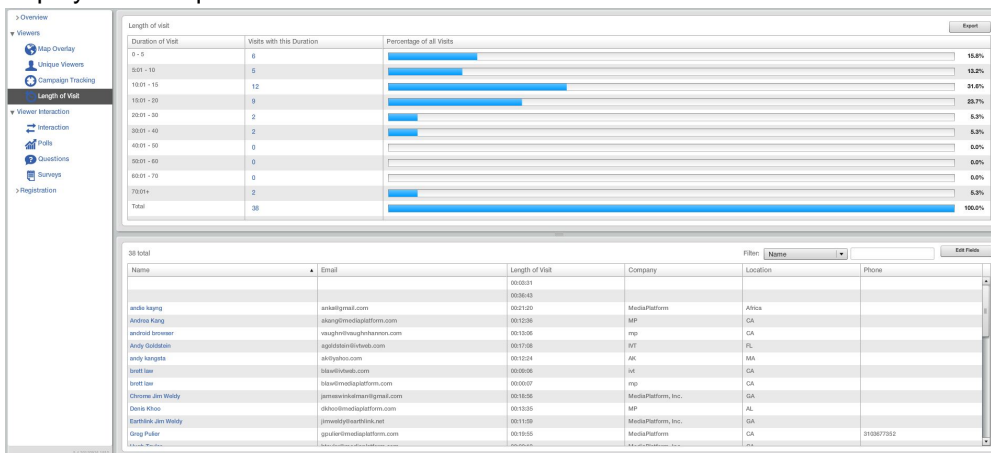 > Overview
▼ Viewers
Map Overlay
Unique Viewers
Campaign Tracking
Length of Visit
▼ Viewer Interaction
Interaction
Polls
Questions
Surveys
> Registration
Length of visit Export
Duration of Visit Visits with this Duration Percentage of all Visits
0 - 5 6 15.8%
5:01 - 10 5 13.2%
10:01 - 15 12 31.6%
15:01 - 20 9 23.7%
20:01 - 30 2 5.3%
30:01 - 40 2 5.3%
40:01 - 50 0 0.0%
50:01 - 60 0 0.0%
60:01 - 70 0 0.0%
70:01+ 2 5.3%
Total 38 100.0%
38 total Filter: Name Edit Fields
Name Email Length of Visit Company Location Phone
00:03:31
00:36:43
andie kayng anke@gmail.com 00:21:20 MediaPlatform Africa
Andrea Kang akang@mediaplatform.com 00:12:36 MP CA
android browser vaughn@vaughnhannon.com 00:13:06 mp CA
Andy Goldstein agoldstein@ivtweb.com 00:17:08 IVT FL
andy kangsta ak@yahoo.com 00:12:24 AK MA
brett law blaw@ivtweb.com 00:05:06 ivt CA
brett law blaw@mediaplatform.com 00:00:07 mp CA
Chrome Jim Weldy jameswinkelman@gmail.com 00:18:56 MediaPlatform, Inc. GA
Denis Khoo dkhoo@mediaplatform.com 00:13:35 MP AL
Earthlink Jim Weldy jimweldy@earthlink.net 00:11:59 MediaPlatform, Inc. GA
Greg Pulier gpulier@mediaplatform.com 00:19:55 MediaPlatform CA 3103677352